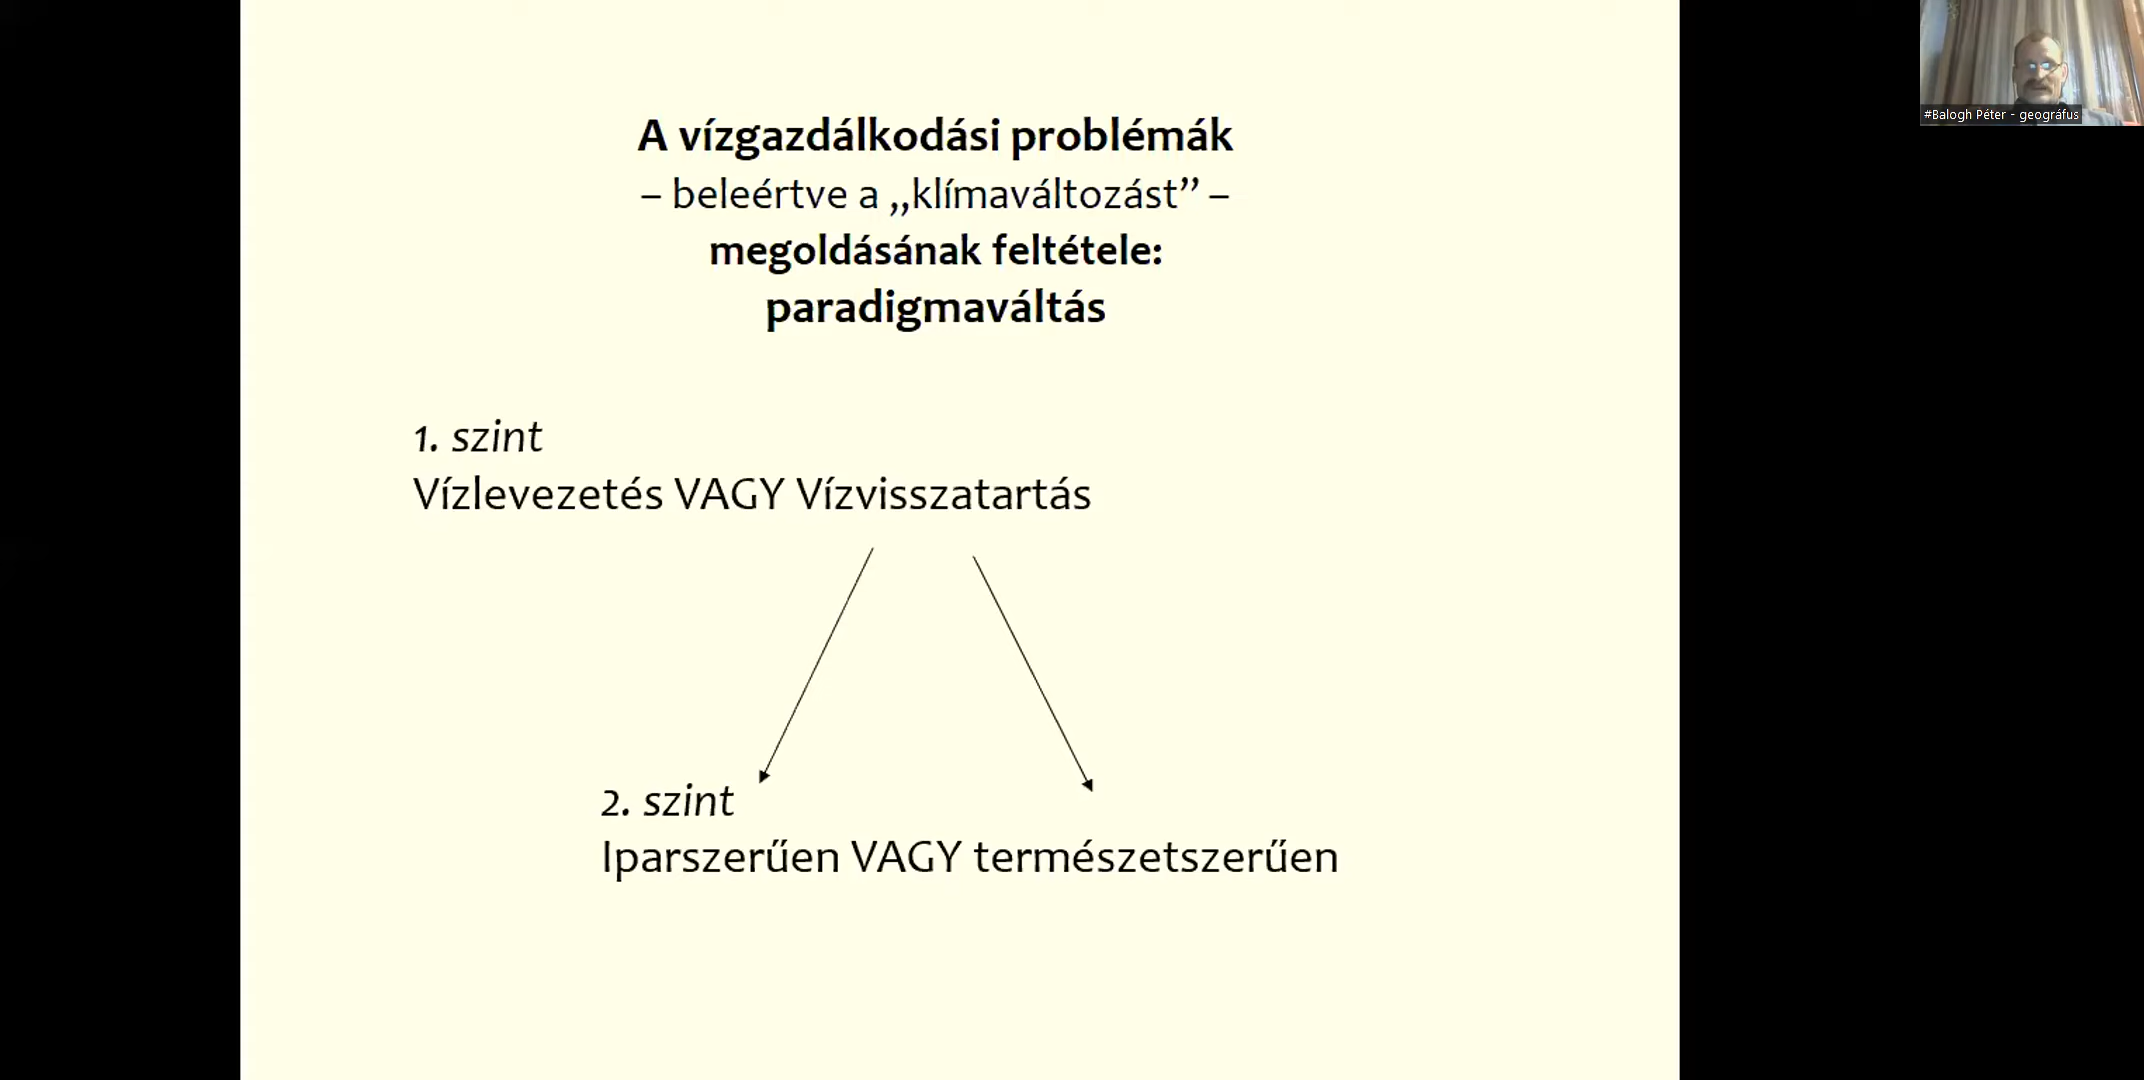 A vízgazdálkodási problémák
– beleértve a „klímaváltozást” –
megoldásának feltétele:
paradigmaváltás
1. szint
Vízlevezetés VAGY Vízvisszatartás
2. szint
Iparszerűen VAGY természetszerűen
#Balogh Péter - geográfus